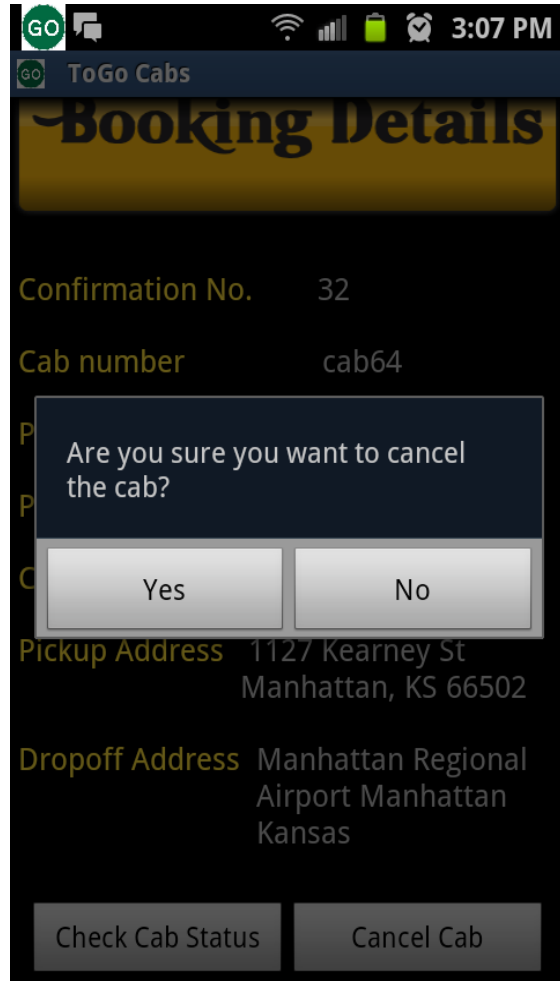 GO 3:07 PM
GO ToGo Cabs
Booking Details
Confirmation No. 32
Cab number cab64
P
Are you sure you want to cancel
the cab?
P
C
Yes No
Pickup Address 1127 Kearney St
Manhattan, KS 66502
Dropoff Address Manhattan Regional
Airport Manhattan
Kansas
Check Cab Status Cancel Cab